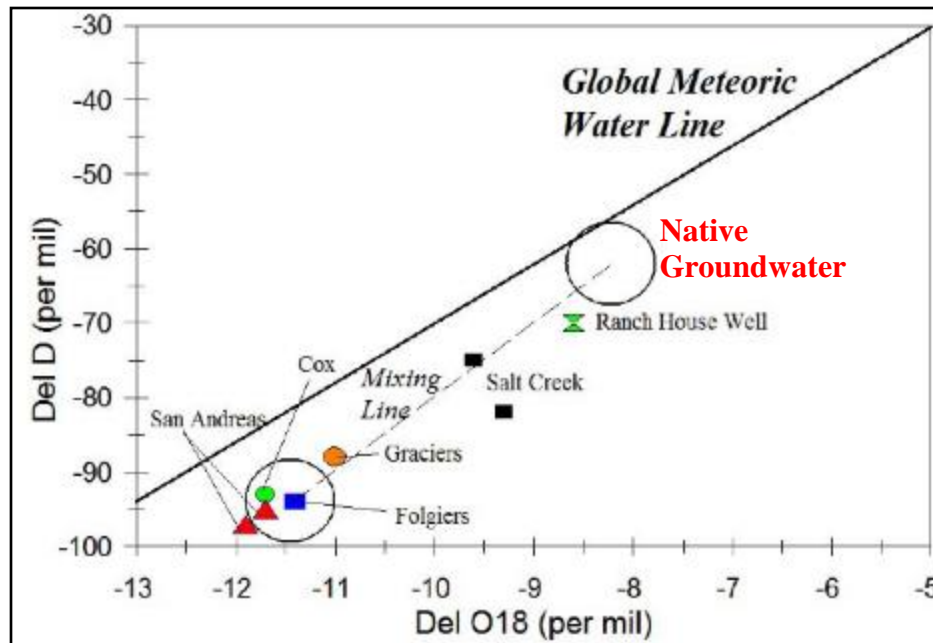 Global Meteoric
Water Line
Native
Groundwater
Ranch House Well
Cox
Mixing
Line
Salt Creek
San Andreas
Graciers
Folgiers
Del D (per mil)
-30
-40
-50
-60
-70
-80
-90
-100
-13
-12
-11
-10
-9
-8
-7
-6
-5
Del O18 (per mil)